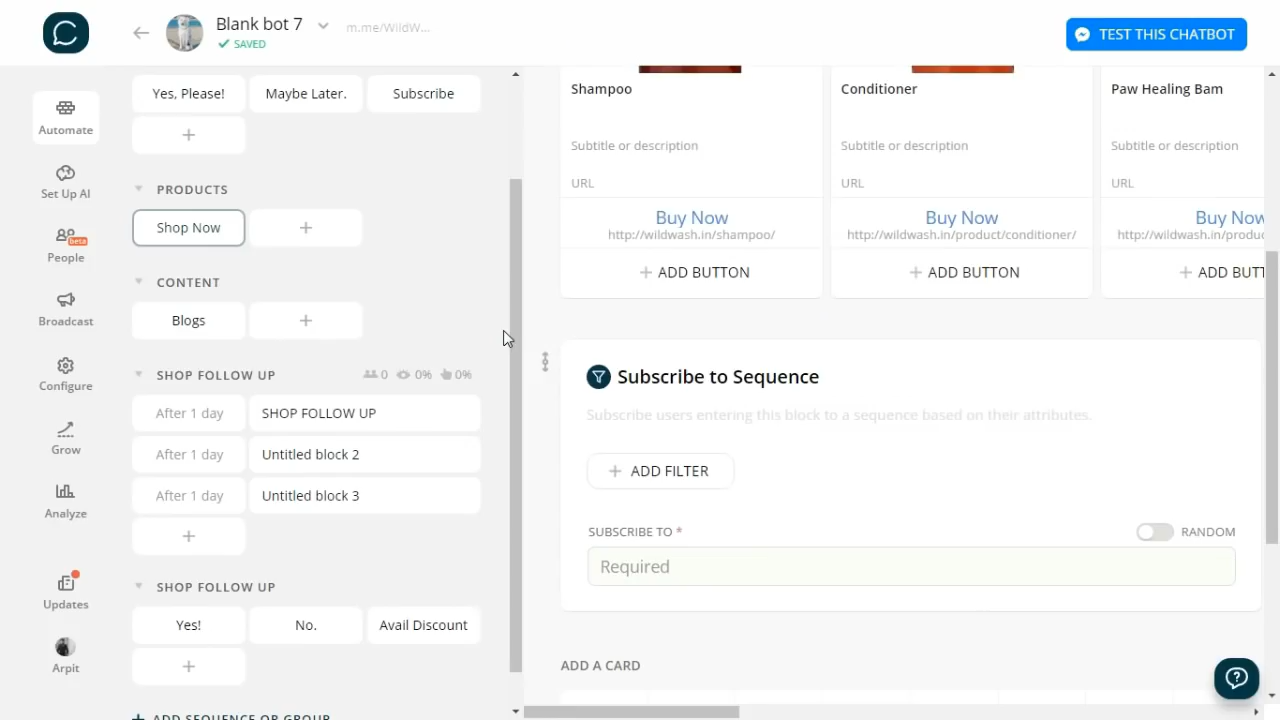 Blank bot 7
m.me/WildW...
SAVED
TEST THIS CHATBOT
Automate
Set Up AI
beta
People
Broadcast
Configure
Grow
Analyze
Updates
Arpit
Yes, Please!
Maybe Later.
Subscribe
+
PRODUCTS
Shop Now
+
CONTENT
Blogs
+
SHOP FOLLOW UP
0
0%
0%
After 1 day
SHOP FOLLOW UP
After 1 day
Untitled block 2
After 1 day
Untitled block 3
+
SHOP FOLLOW UP
Yes!
No.
Avail Discount
+
+ ADD SEQUENCE OR GROUP
Shampoo
Subtitle or description
URL
Buy Now
http://wildwash.in/shampoo/
+ ADD BUTTON
Conditioner
Subtitle or description
URL
Buy Now
http://wildwash.in/product/conditioner/
+ ADD BUTTON
Paw Healing Bam
Subtitle or description
URL
Buy Now
http://wildwash.in/produc
+ ADD BUTT
Subscribe to Sequence
Subscribe users entering this block to a sequence based on their attributes.
+ ADD FILTER
SUBSCRIBE TO *
RANDOM
Required
ADD A CARD